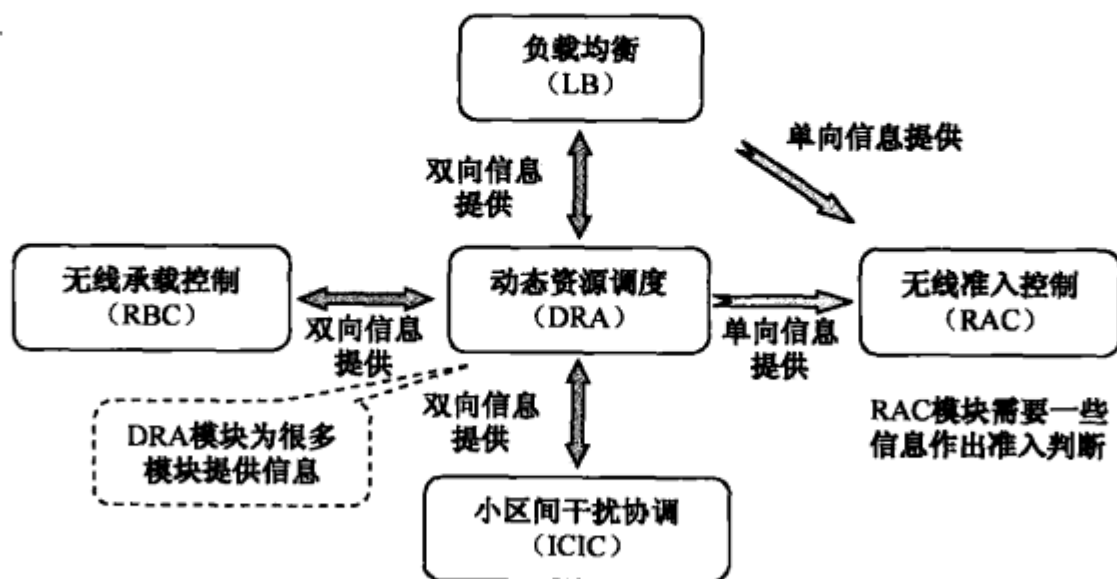 负载均衡
（LB）
单向信息提供
双向信息
提供
无线承载控制
（RBC）
双向信息
提供
动态资源调度
（DRA）
单向信息
提供
无线准入控制
（RAC）
DRA模块为很多
模块提供信息
双向信息
提供
RAC模块需要一些
信息作出准入判断
小区间干扰协调
（ICIC）